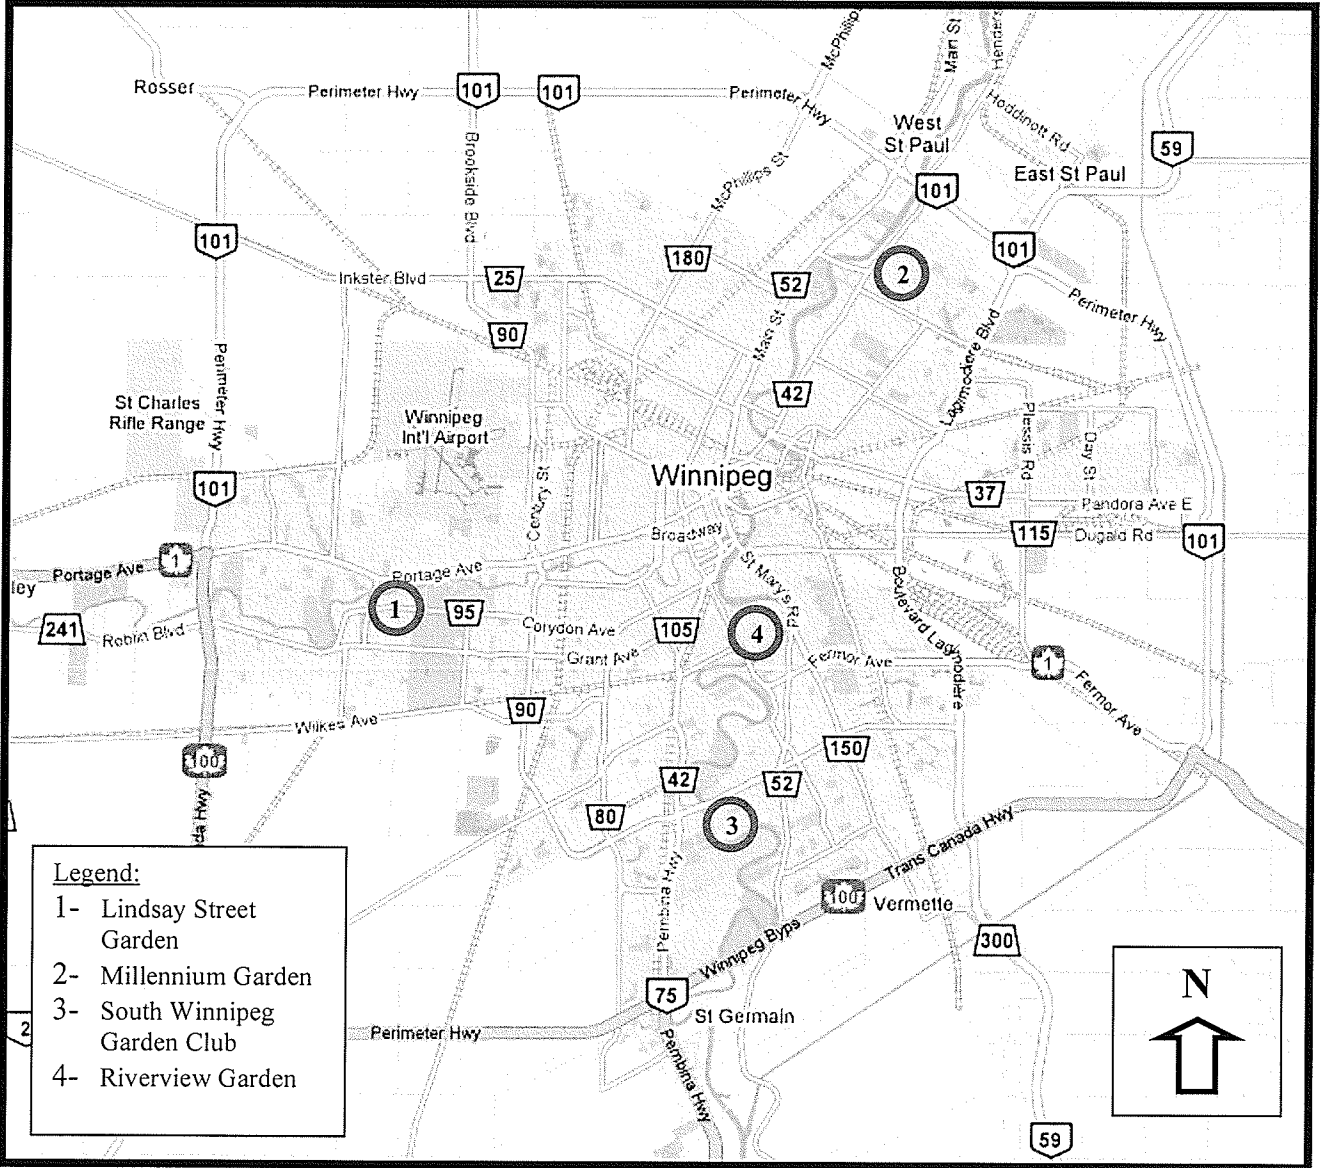 McPhillips
Main St
Rosser
Perimeter Hwy
101
101
Perimeter Hwy
Hoddinott Rd
West
St Paul
59
East St Paul
McPhillips St
101
Brookside Blvd
101
101
180
2
Inkster Blvd
25
52
Perimeter Hwy
90
Main St
Lagimodiere Blvd
Perimeter Hwy
St Charles
Rifle Range
42
Winnipeg
Int'l Airport
Plessis Rd
Day St
Winnipeg
101
Century St
37
Pandora Ave E
Broadway
115
Dugald Rd
101
Portage Ave
1
Portage Ave
St Mary's Rd
ley
1
95
Boulevard Lagimodiere
241
Roblin Blvd
Corydon Ave
105
4
Grant Ave
Fermor Ave
1
Fermor Ave
90
Wilkes Ave
150
100
42
52
80
3
da Hwy
Trans Canada Hwy
Legend:
1- Lindsay Street
Garden
2- Millennium Garden
3- South Winnipeg
Garden Club
4- Riverview Garden
Pembina Hwy
100
Vermette
Winnipeg Byps
300
N
75
St Germain
2
Perimeter Hwy
Pembina Hwy
59